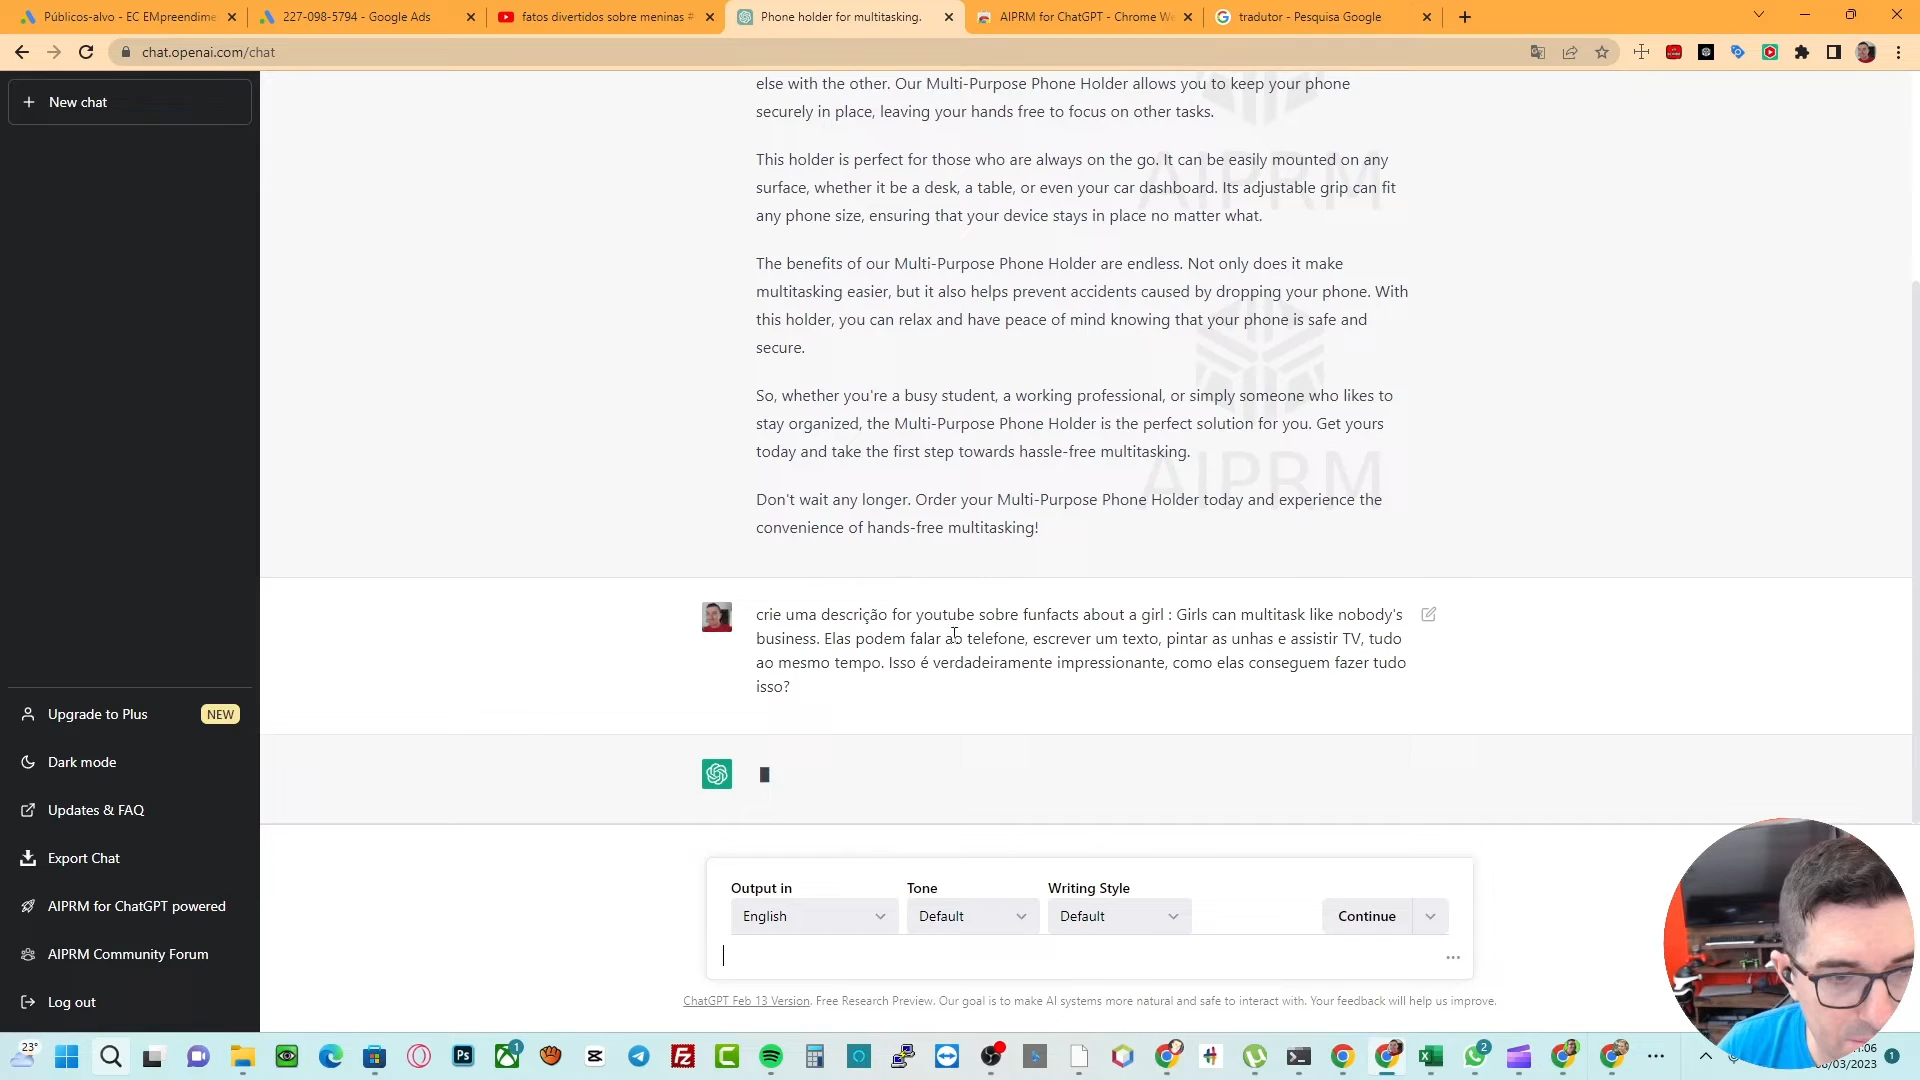 Públicos-alvo - EC EMpreendime
227-098-5794 - Google Ads
fatos divertidos sobre meninas #
Phone holder for multitasking.
AIPRM for ChatGPT - Chrome We
tradutor - Pesquisa Google
chat.openai.com/chat
New chat
else with the other. Our Multi-Purpose Phone Holder allows you to keep your phone
securely in place, leaving your hands free to focus on other tasks.
This holder is perfect for those who are always on the go. It can be easily mounted on any
surface, whether it be a desk, a table, or even your car dashboard. Its adjustable grip can fit
any phone size, ensuring that your device stays in place no matter what.
The benefits of our Multi-Purpose Phone Holder are endless. Not only does it make
multitasking easier, but it also helps prevent accidents caused by dropping your phone. With
this holder, you can relax and have peace of mind knowing that your phone is safe and
secure.
So, whether you're a busy student, a working professional, or simply someone who likes to
stay organized, the Multi-Purpose Phone Holder is the perfect solution for you. Get yours
today and take the first step towards hassle-free multitasking.
Don't wait any longer. Order your Multi-Purpose Phone Holder today and experience the
convenience of hands-free multitasking!
AIPRM
AIPRM
crie uma descrição for youtube sobre funfacts about a girl : Girls can multitask like nobody's
business. Elas podem falar ao telefone, escrever um texto, pintar as unhas e assistir TV, tudo
ao mesmo tempo. Isso é verdadeiramente impressionante, como elas conseguem fazer tudo
isso?
Upgrade to Plus
NEW
Dark mode
Updates & FAQ
Export Chat
AIPRM for ChatGPT powered
AIPRM Community Forum
Log out
Output in
Tone
Writing Style
English
Default
Default
Continue
ChatGPT Feb 13 Version. Free Research Preview. Our goal is to make AI systems more natural and safe to interact with. Your feedback will help us improve.
23°
Ps
1
2
:06
/03/2023
1